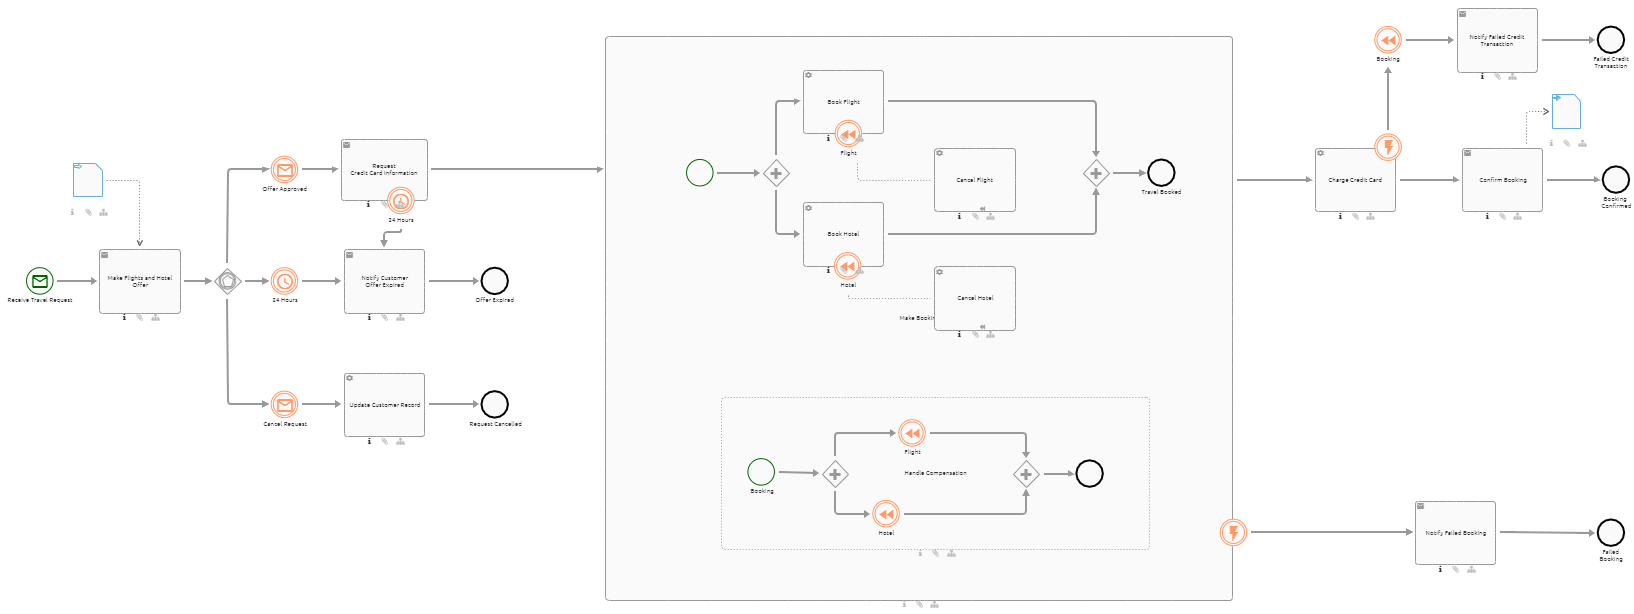 Receive Travel Request
Make Flights and Hotel
Offer
Offer Approved
Request
Credit Card Information
24 Hours
24 Hours
Notify Customer
Offer Expired
Offer Expired
Cancel Request
Update Customer Record
Request Cancelled
Book Flight
Flight
Cancel Flight
Book Hotel
Hotel
Cancel Hotel
Travel Booked
Booking
Flight
Handle Compensation
Hotel
Booking
Notify Failed Credit
Transaction
Failed Credit
Transaction
Charge Credit Card
Confirm Booking
Booking
Confirmed
Notify Failed Booking
Failed
Booking